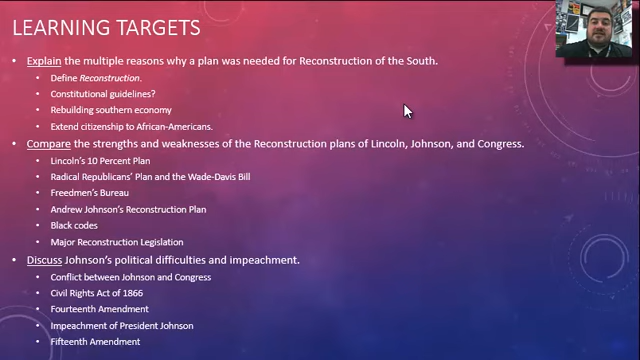 LEARNING TARGETS
• Explain the multiple reasons why a plan was needed for Reconstruction of the South.
• Define Reconstruction.
• Constitutional guidelines?
• Rebuilding southern economy
• Extend citizenship to African-Americans.
• Compare the strengths and weaknesses of the Reconstruction plans of Lincoln, Johnson, and Congress.
• Lincoln's 10 Percent Plan
• Radical Republicans' Plan and the Wade-Davis Bill
• Freedmen's Bureau
• Andrew Johnson's Reconstruction Plan
• Black codes
• Major Reconstruction Legislation
• Discuss Johnson's political difficulties and impeachment.
• Conflict between Johnson and Congress
• Civil Rights Act of 1866
• Fourteenth Amendment
• Impeachment of President Johnson
• Fifteenth Amendment